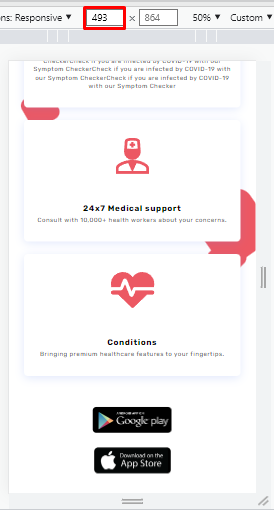 ns: Responsive ▼ 493 × 864 50% ▼ Custom ▼
CheckerCheck if you are infected by COVID-19 with our
Symptom CheckerCheck if you are infected by COVID-19 with
our Symptom CheckerCheck if you are infected by COVID-19
with our Symptom Checker
24x7 Medical support
Consult with 10,000+ health workers about your concerns.
Conditions
Bringing premium healthcare features to your fingertips.
ANDROID APP ON
Google play
Download on the
App Store